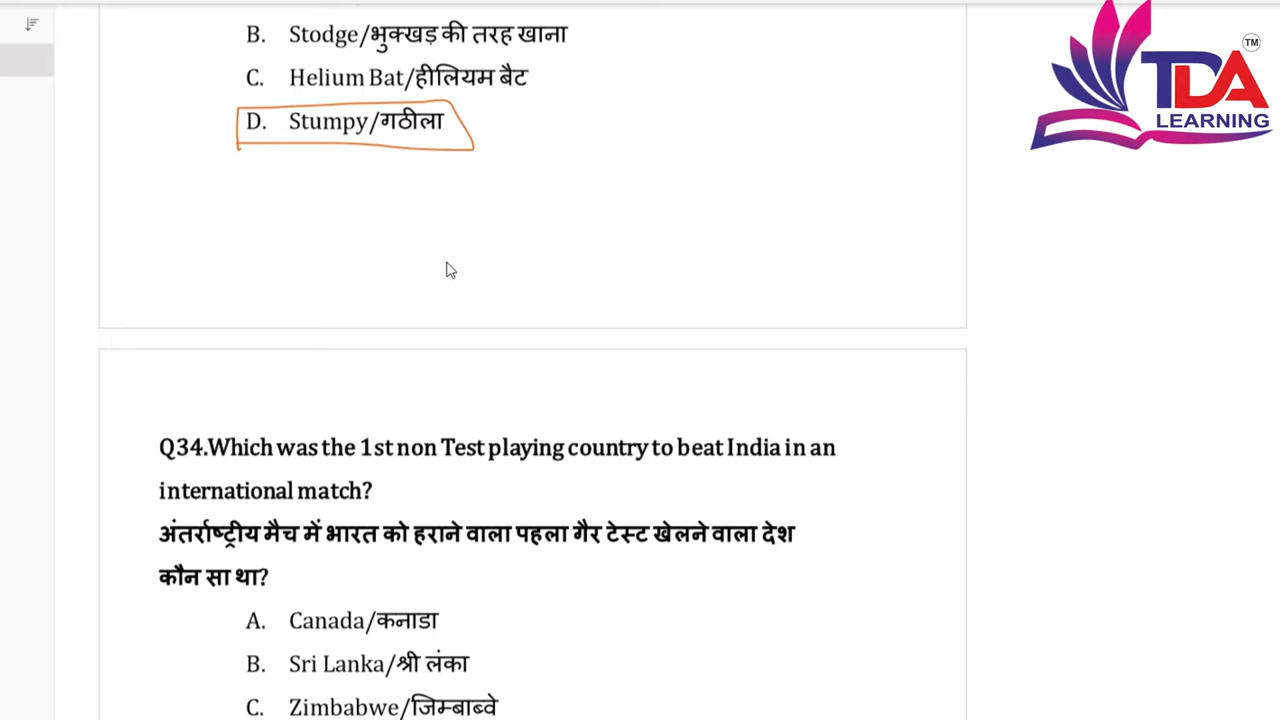 B. Stodge/भुक्खड़ की तरह खाना
C. Helium Bat/हीलियम बैट
D. Stumpy/गठीला
TDA TM
LEARNING
Q34.Which was the 1st non Test playing country to beat India in an
international match?
अंतर्राष्ट्रीय मैच में भारत को हराने वाला पहला गैर टेस्ट खेलने वाला देश
कौन सा था?
A. Canada/कनाडा
B. Sri Lanka/श्री लंका
C. Zimbabwe/जिम्बाब्वे